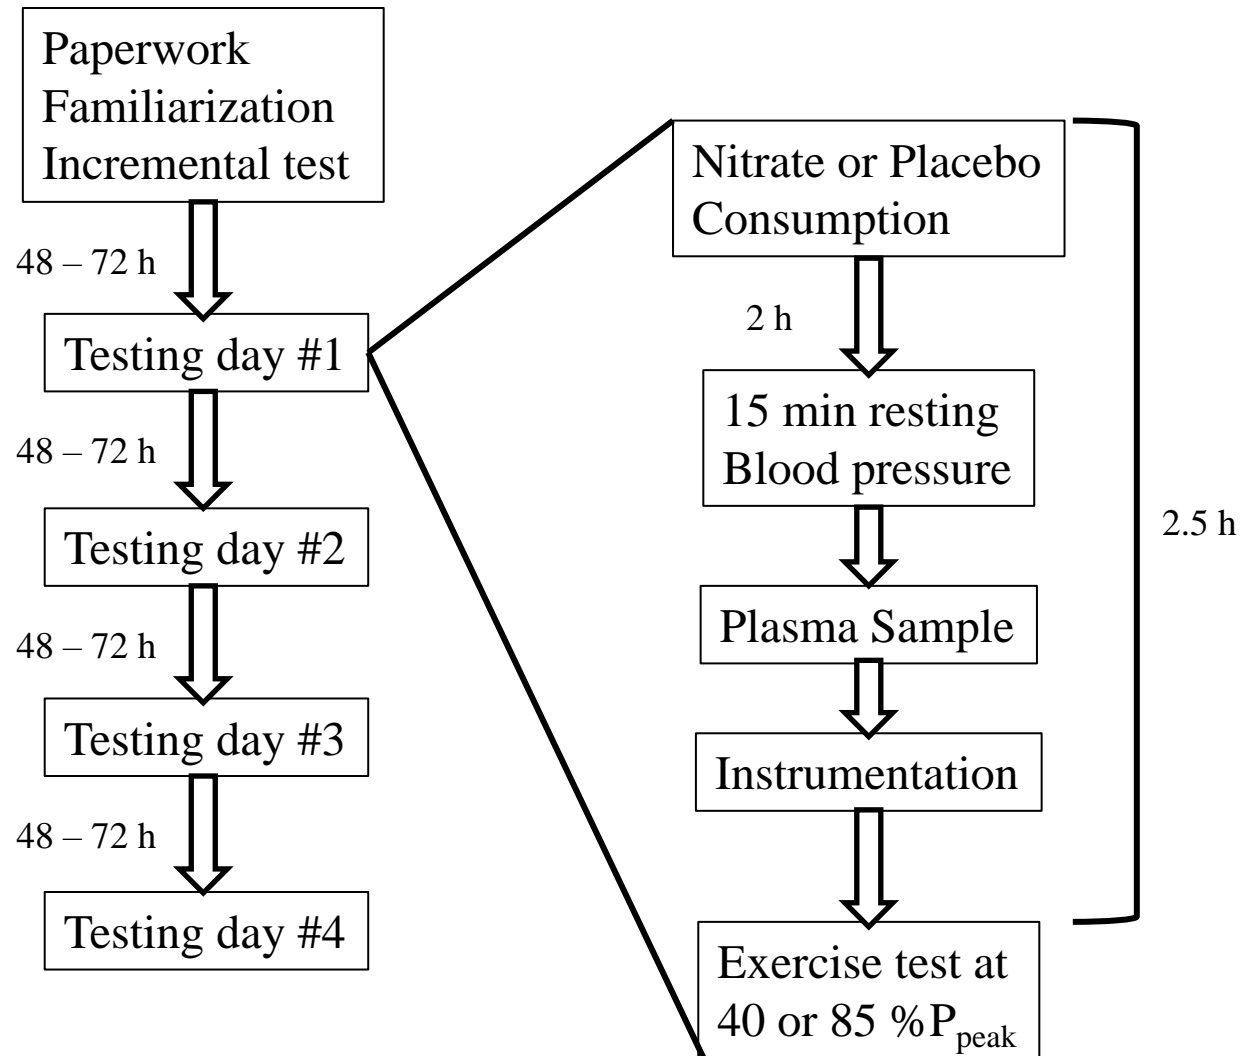 Paperwork
Familiarization
Incremental test
48 – 72 h
Testing day #1
48 – 72 h
Testing day #2
48 – 72 h
Testing day #3
48 – 72 h
Testing day #4
Nitrate or Placebo
Consumption
2 h
15 min resting
Blood pressure
Plasma Sample
Instrumentation
Exercise test at
40 or 85 %Ppeak
2.5 h